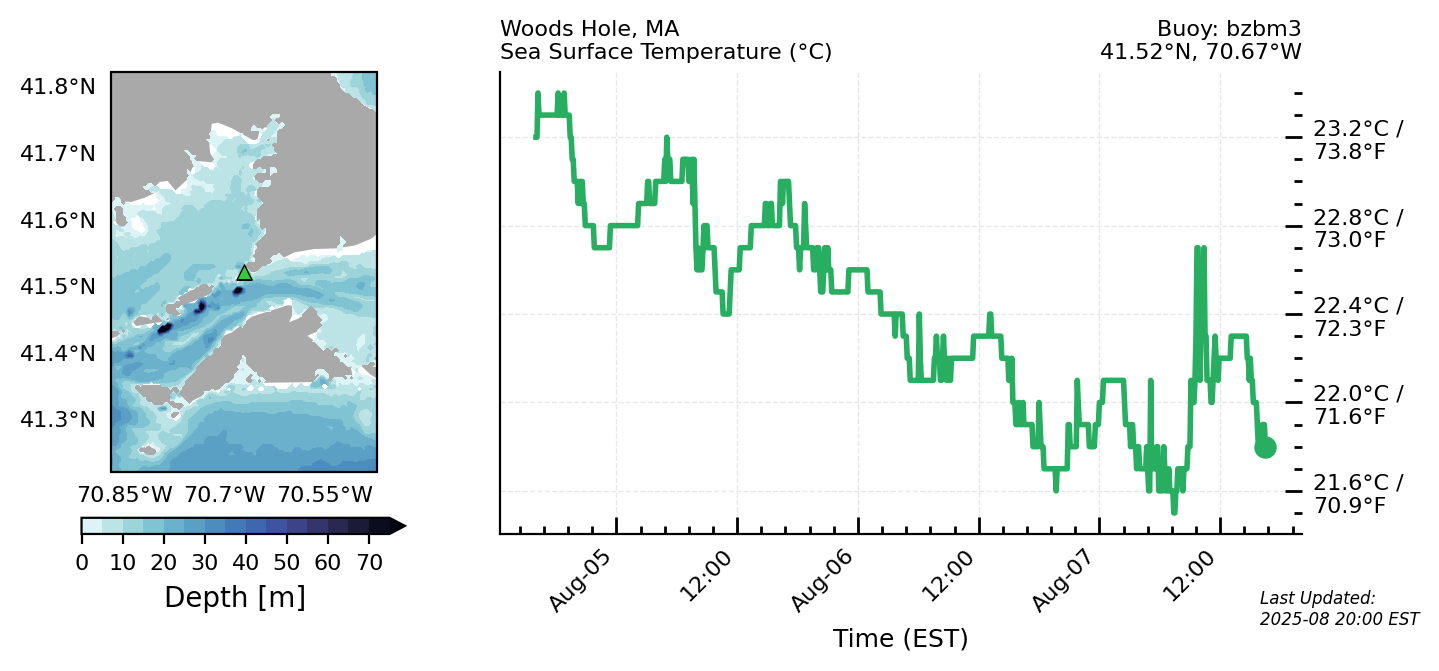 Woods Hole, MA
Sea Surface Temperature (°C)
Buoy: bzbm3
41.52°N, 70.67°W
41.8°N
41.7°N
41.6°N
41.5°N
41.4°N
41.3°N
70.85°W 70.7°W 70.55°W
0 10 20 30 40 50 60 70
Depth [m]
23.2°C /
73.8°F
22.8°C /
73.0°F
22.4°C /
72.3°F
22.0°C /
71.6°F
21.6°C /
70.9°F
Aug-05 12:00 Aug-06 12:00 Aug-07 12:00
Time (EST)
Last Updated:
2025-08 20:00 EST